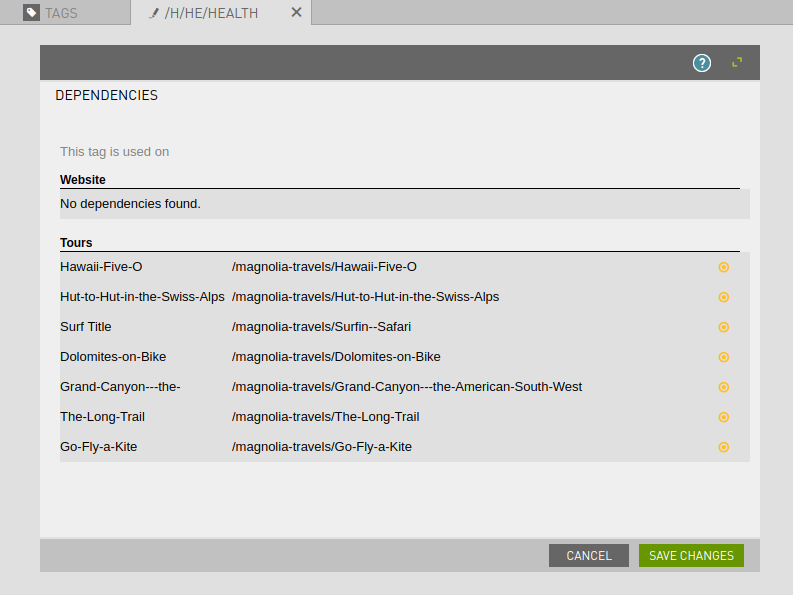 TAGS /H/HE/HEALTH
?
DEPENDENCIES
This tag is used on
Website
No dependencies found.
Tours
Hawaii-Five-O /magnolia-travels/Hawaii-Five-O
Hut-to-Hut-in-the-Swiss-Alps /magnolia-travels/Hut-to-Hut-in-the-Swiss-Alps
Surf Title /magnolia-travels/Surfin--Safari
Dolomites-on-Bike /magnolia-travels/Dolomites-on-Bike
Grand-Canyon---the- /magnolia-travels/Grand-Canyon---the-American-South-West
The-Long-Trail /magnolia-travels/The-Long-Trail
Go-Fly-a-Kite /magnolia-travels/Go-Fly-a-Kite
CANCEL SAVE CHANGES